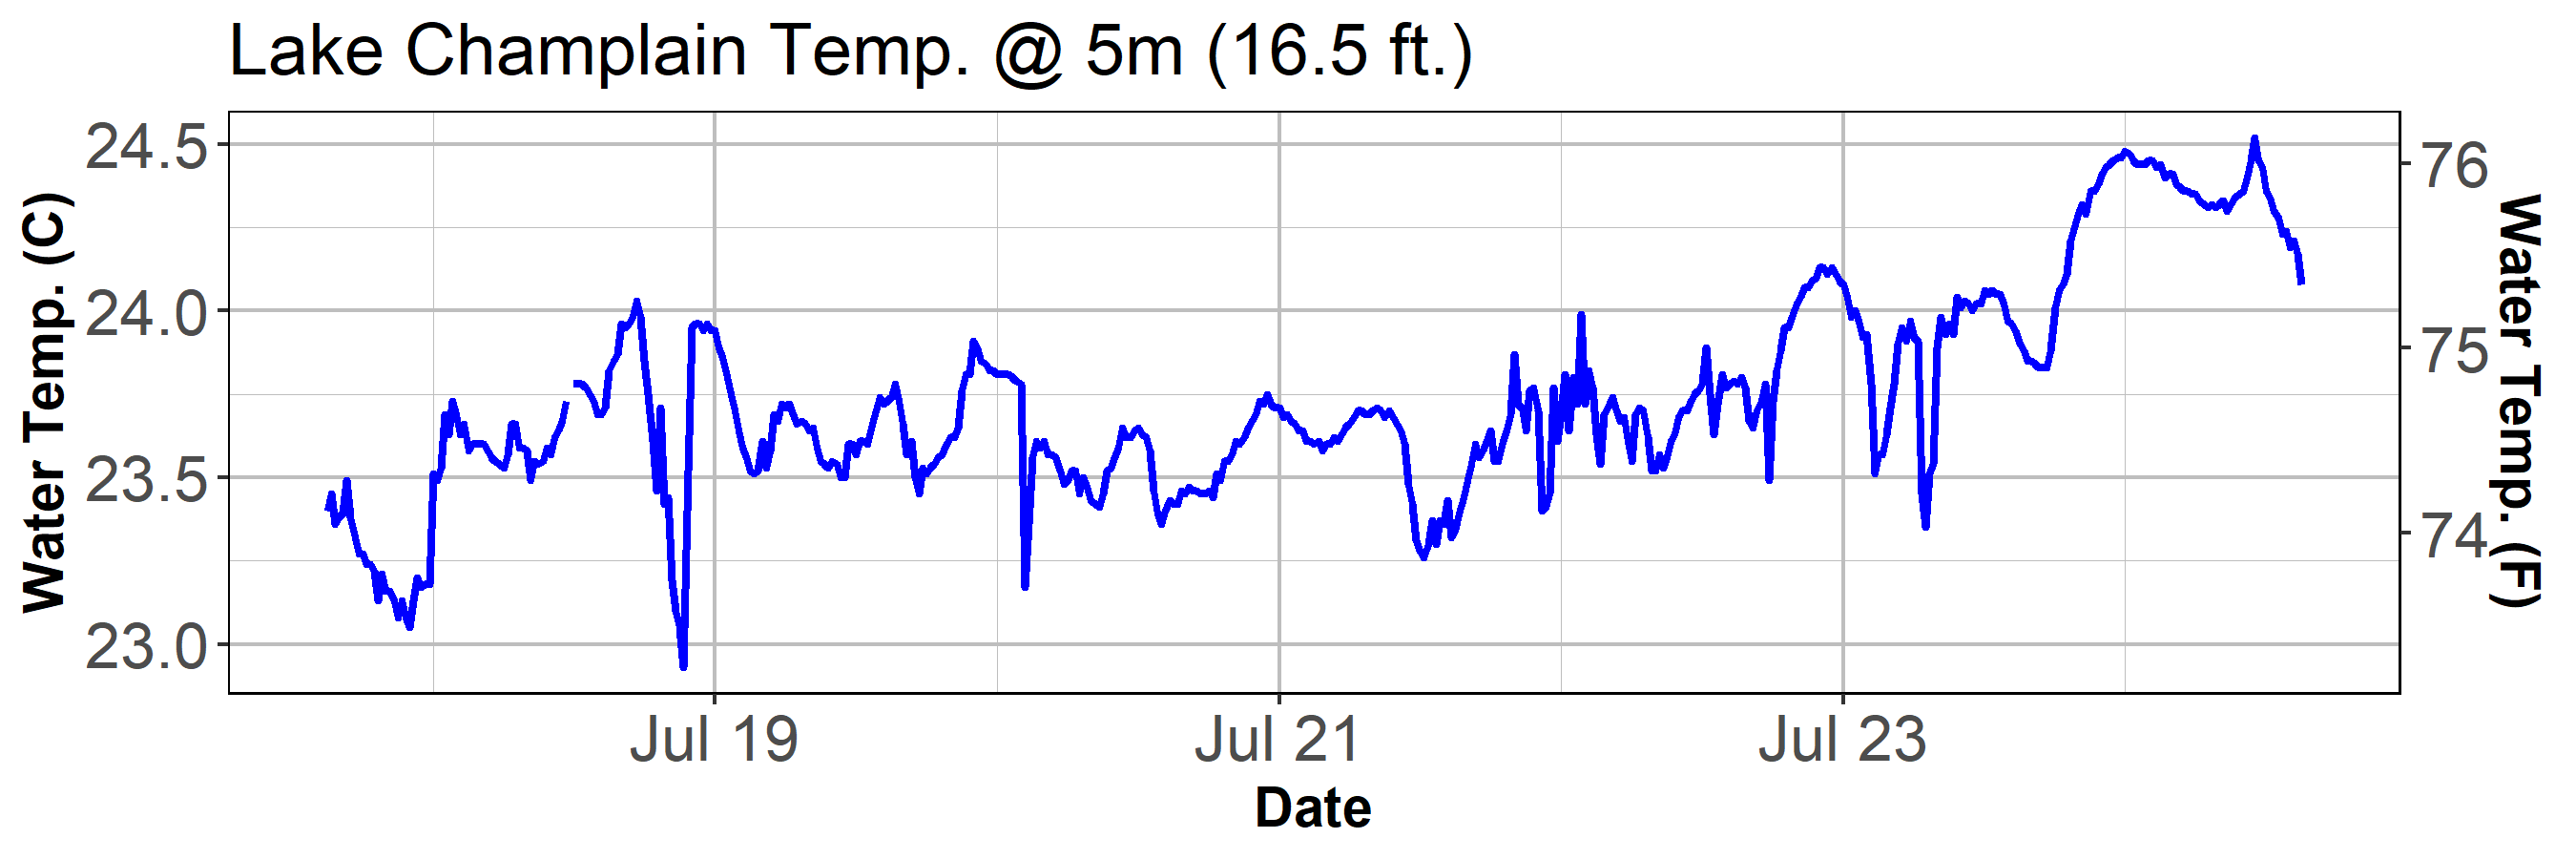 Lake Champlain Temp. @ 5m (16.5 ft.)
Water Temp. (C)
24.5
24.0
23.5
23.0
76
75
74
Water Temp. (F)
Jul 19 Jul 21 Jul 23
Date